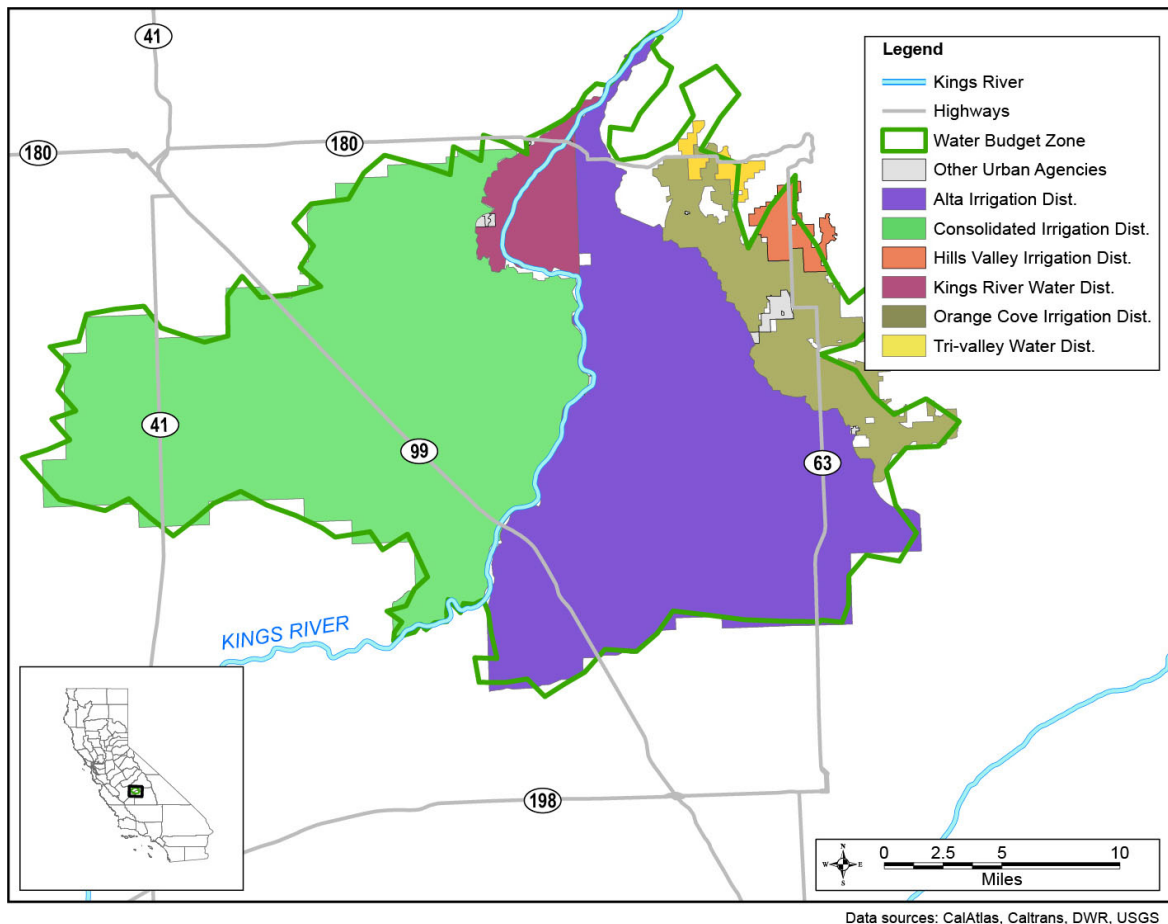 41
180
180
41
99
63
198
KINGS RIVER
Legend
Kings River
Highways
Water Budget Zone
Other Urban Agencies
Alta Irrigation Dist.
Consolidated Irrigation Dist.
Hills Valley Irrigation Dist.
Kings River Water Dist.
Orange Cove Irrigation Dist.
Tri-valley Water Dist.
N
W E
S
0 2.5 5 10
Miles
Data sources: CalAtlas, Caltrans, DWR, USGS